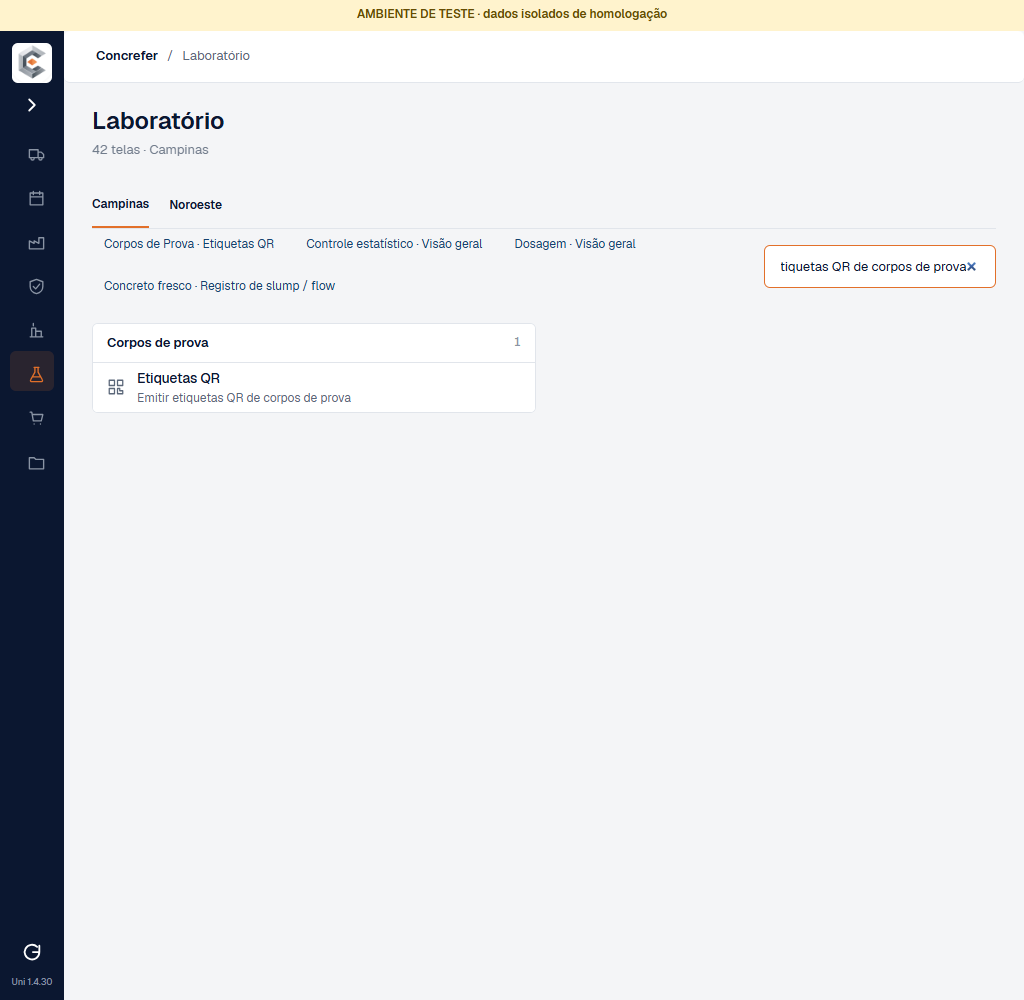 AMBIENTE DE TESTE · dados isolados de homologação
Concrefer / Laboratório
Laboratório
42 telas · Campinas
Campinas Noroeste
Corpos de Prova · Etiquetas QR Controle estatístico · Visão geral Dosagem · Visão geral
tiquetas QR de corpos de prova
Concreto fresco · Registro de slump / flow
Corpos de prova 1
Etiquetas QR
Emitir etiquetas QR de corpos de prova
Uni 1.4.30